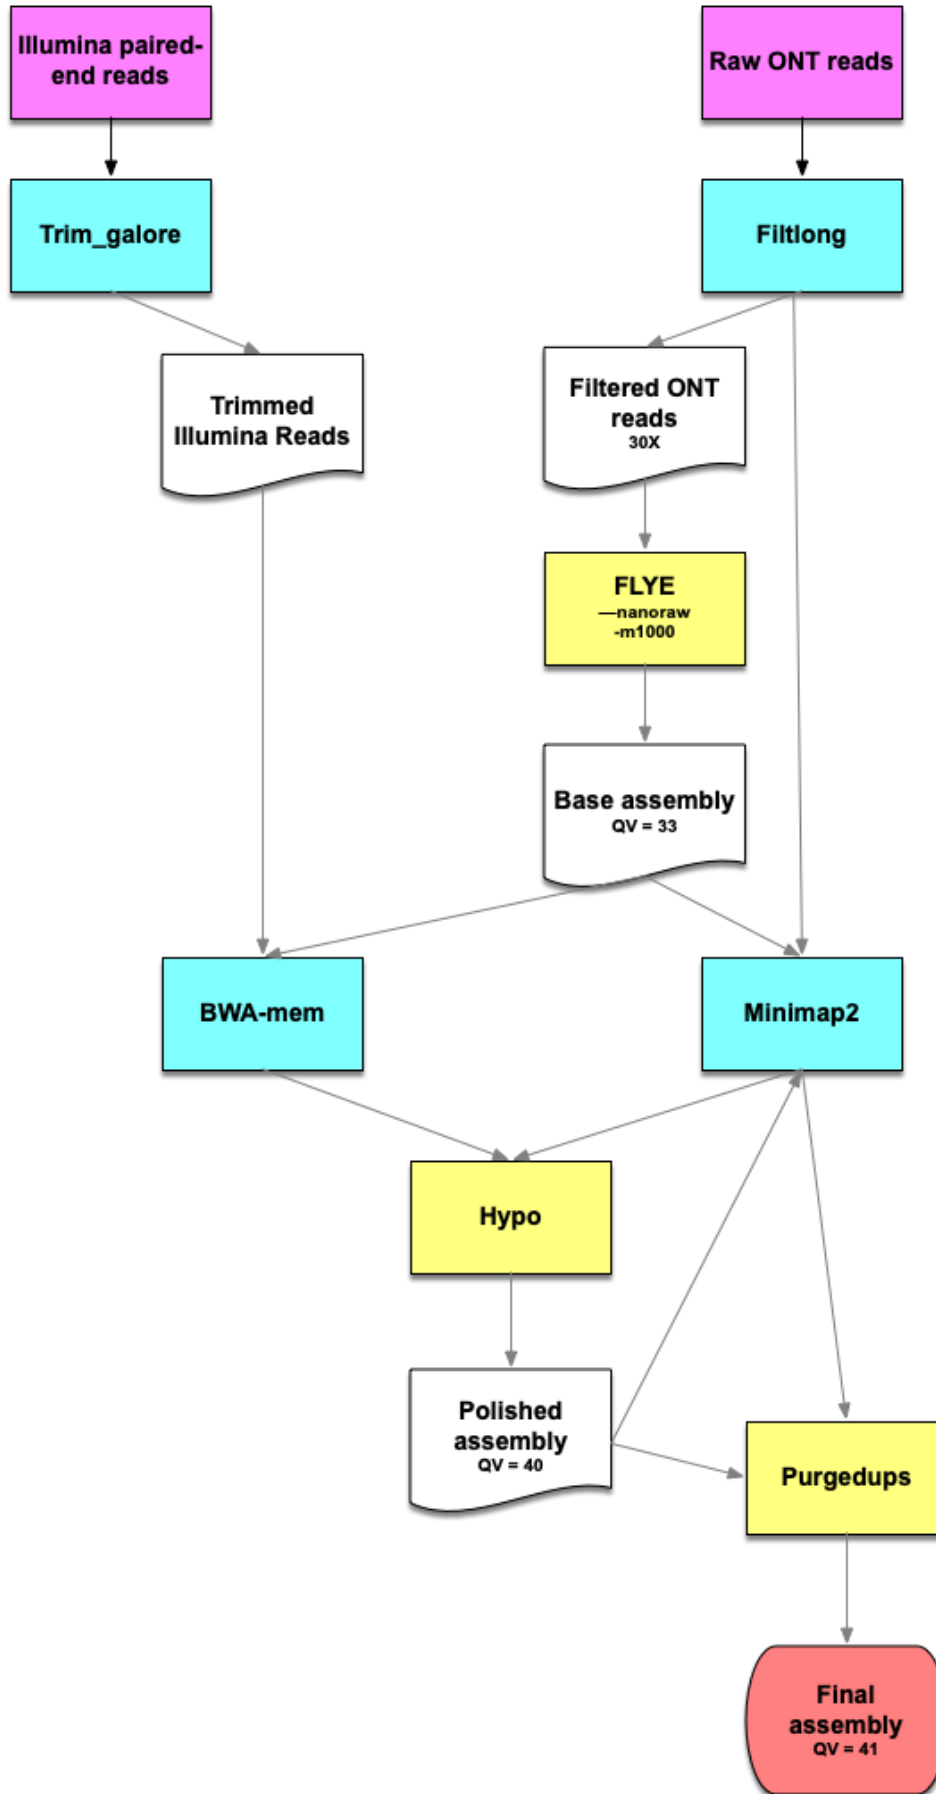 Illumina paired-
end reads
Raw ONT reads
Trim_galore
Filtlong
Trimmed
Illumina Reads
Filtered ONT
reads
30X
FLYE
—nanoraw
-m1000
Base assembly
QV = 33
BWA-mem
Minimap2
Hypo
Polished
assembly
QV = 40
Purgedups
Final
assembly
QV = 41